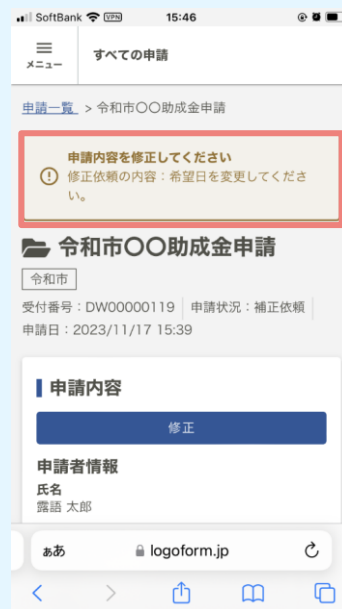 SoftBank VPN 15:46
メニュー
すべての申請
申請一覧 > 令和市〇〇助成金申請
申請内容を修正してください
修正依頼の内容：希望日を変更してくださ
い。
令和市〇〇助成金申請
令和市
受付番号：DW00000119 申請状況：補正依頼
申請日：2023/11/17 15:39
申請内容
修正
申請者情報
氏名
露語 太郎
ぁあ logoform.jp